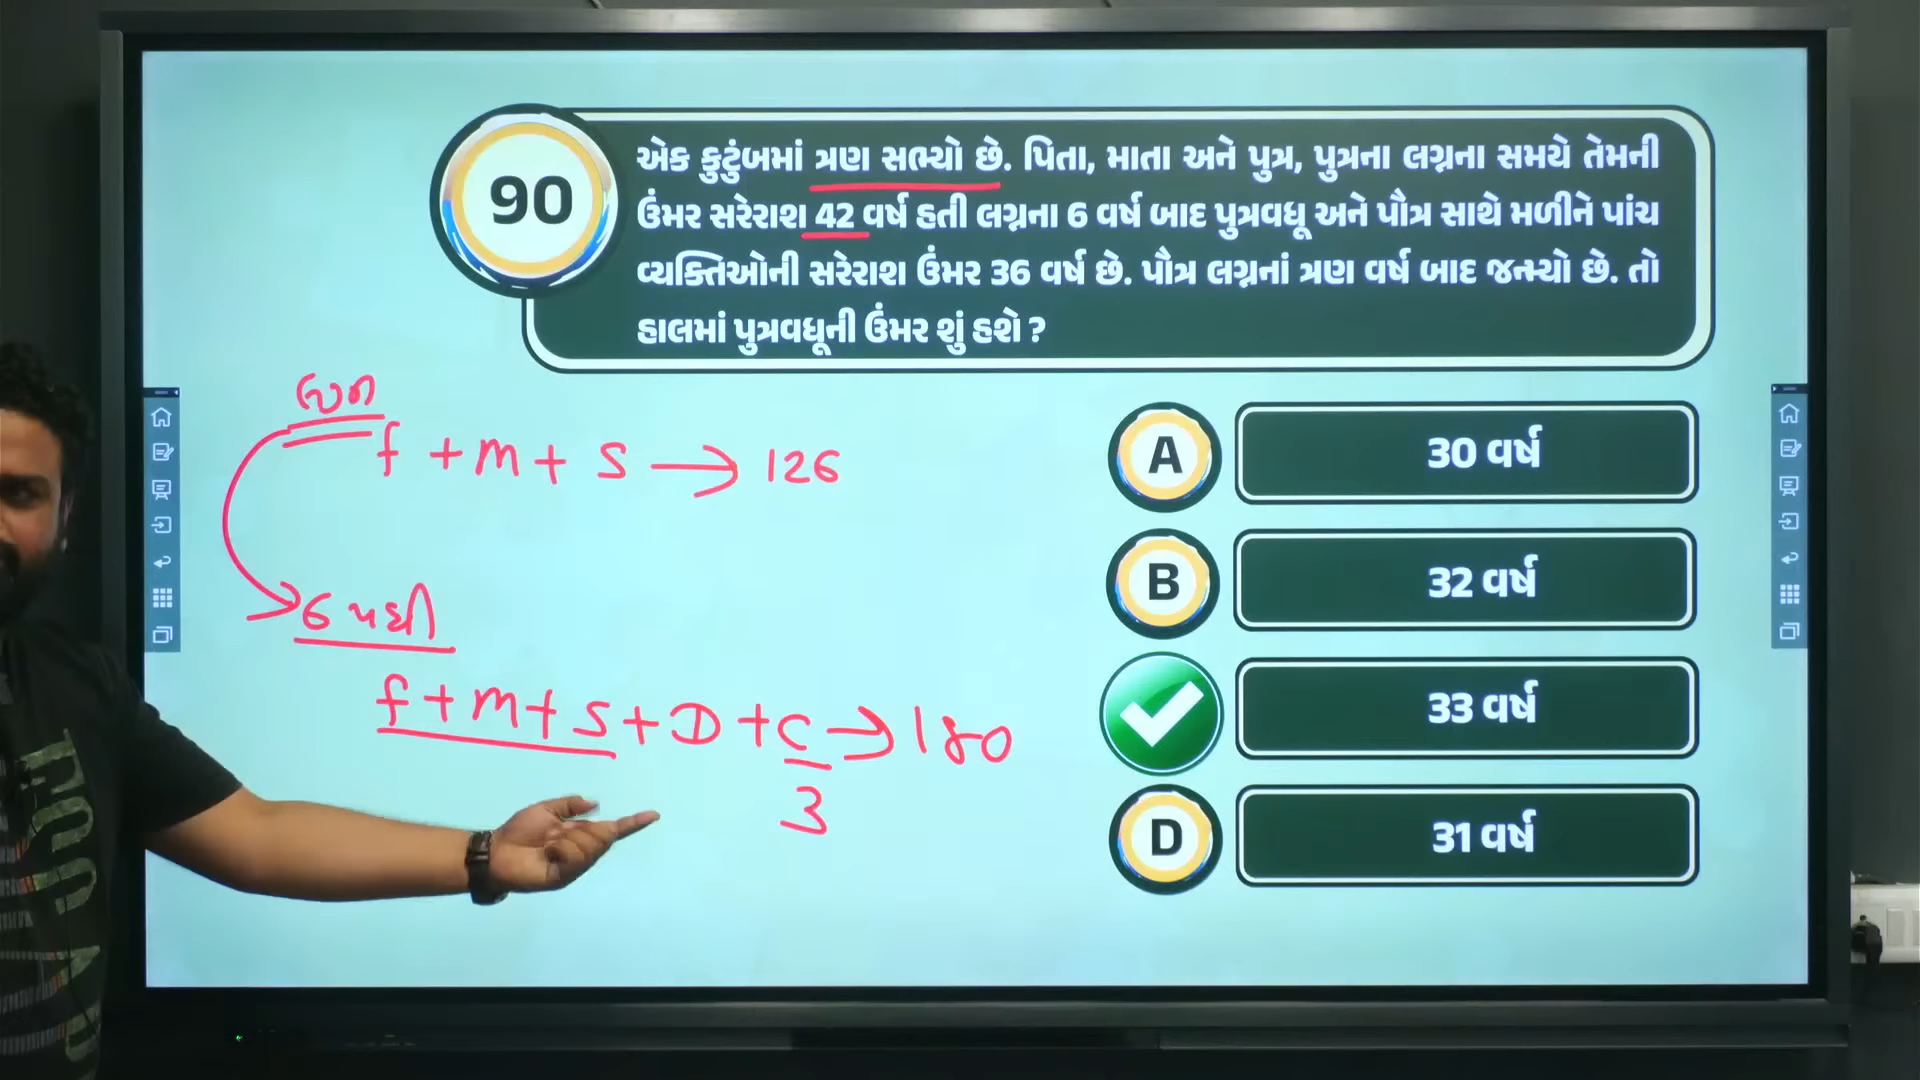 90
એક કુટુંબમાં ત્રણ સભ્યો છે. પિતા, માતા અને પુત્ર, પુત્રના લગ્નના સમયે તેમની
ઉંમર સરેરાશ 42 વર્ષ હતી લગ્નના 6 વર્ષ બાદ પુત્રવધૂ અને પૌત્ર સાથે મળીને પાંચ
વ્યક્તિઓની સરેરાશ ઉંમર 36 વર્ષ છે. પૌત્ર લગ્નનાં ત્રણ વર્ષ બાદ જન્મ્યો છે. તો
હાલમાં પુત્રવધૂની ઉંમર શું હશે ?
લગ્ન
f + m + S → 126
6 પછી
f + m + S + D + C → 180
3
A 30 વર્ષ
B 32 વર્ષ
33 વર્ષ
D 31 વર્ષ